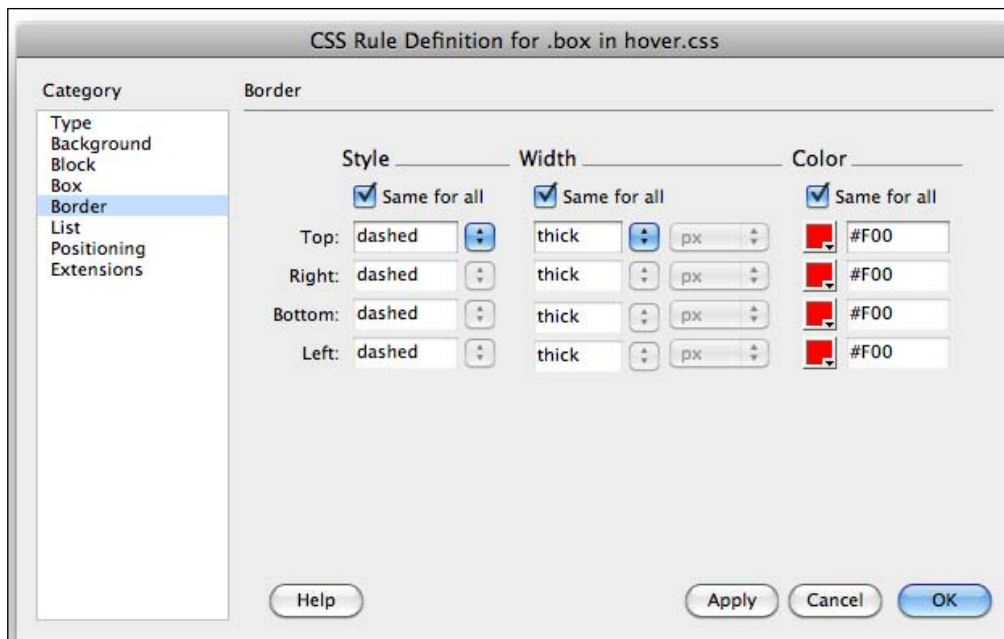 CSS Rule Definition for .box in hover.css
Category
Type
Background
Block
Box
Border
List
Positioning
Extensions
Border
Style Width Color
Same for all Same for all Same for all
Top: dashed thick px #F00
Right: dashed thick px #F00
Bottom: dashed thick px #F00
Left: dashed thick px #F00
Help Apply Cancel OK